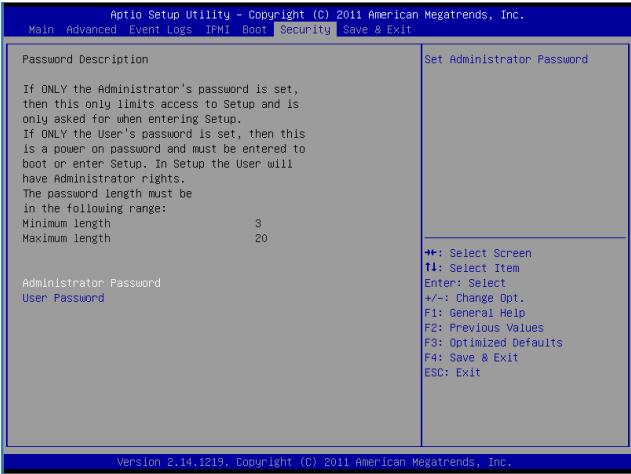 Aptio Setup Utility – Copyright (C) 2011 American Megatrends, Inc.
Main Advanced Event Logs IPMI Boot Security Save & Exit
Password Description
If ONLY the Administrator's password is set,
then this only limits access to Setup and is
only asked for when entering Setup.
If ONLY the User's password is set, then this
is a power on password and must be entered to
boot or enter Setup. In Setup the User will
have Administrator rights.
The password length must be
in the following range:
Minimum length 3
Maximum length 20
Administrator Password
User Password
Set Administrator Password
→←: Select Screen
↑↓: Select Item
Enter: Select
+/-: Change Opt.
F1: General Help
F2: Previous Values
F3: Optimized Defaults
F4: Save & Exit
ESC: Exit
Version 2.14.1219. Copyright (C) 2011 American Megatrends, Inc.